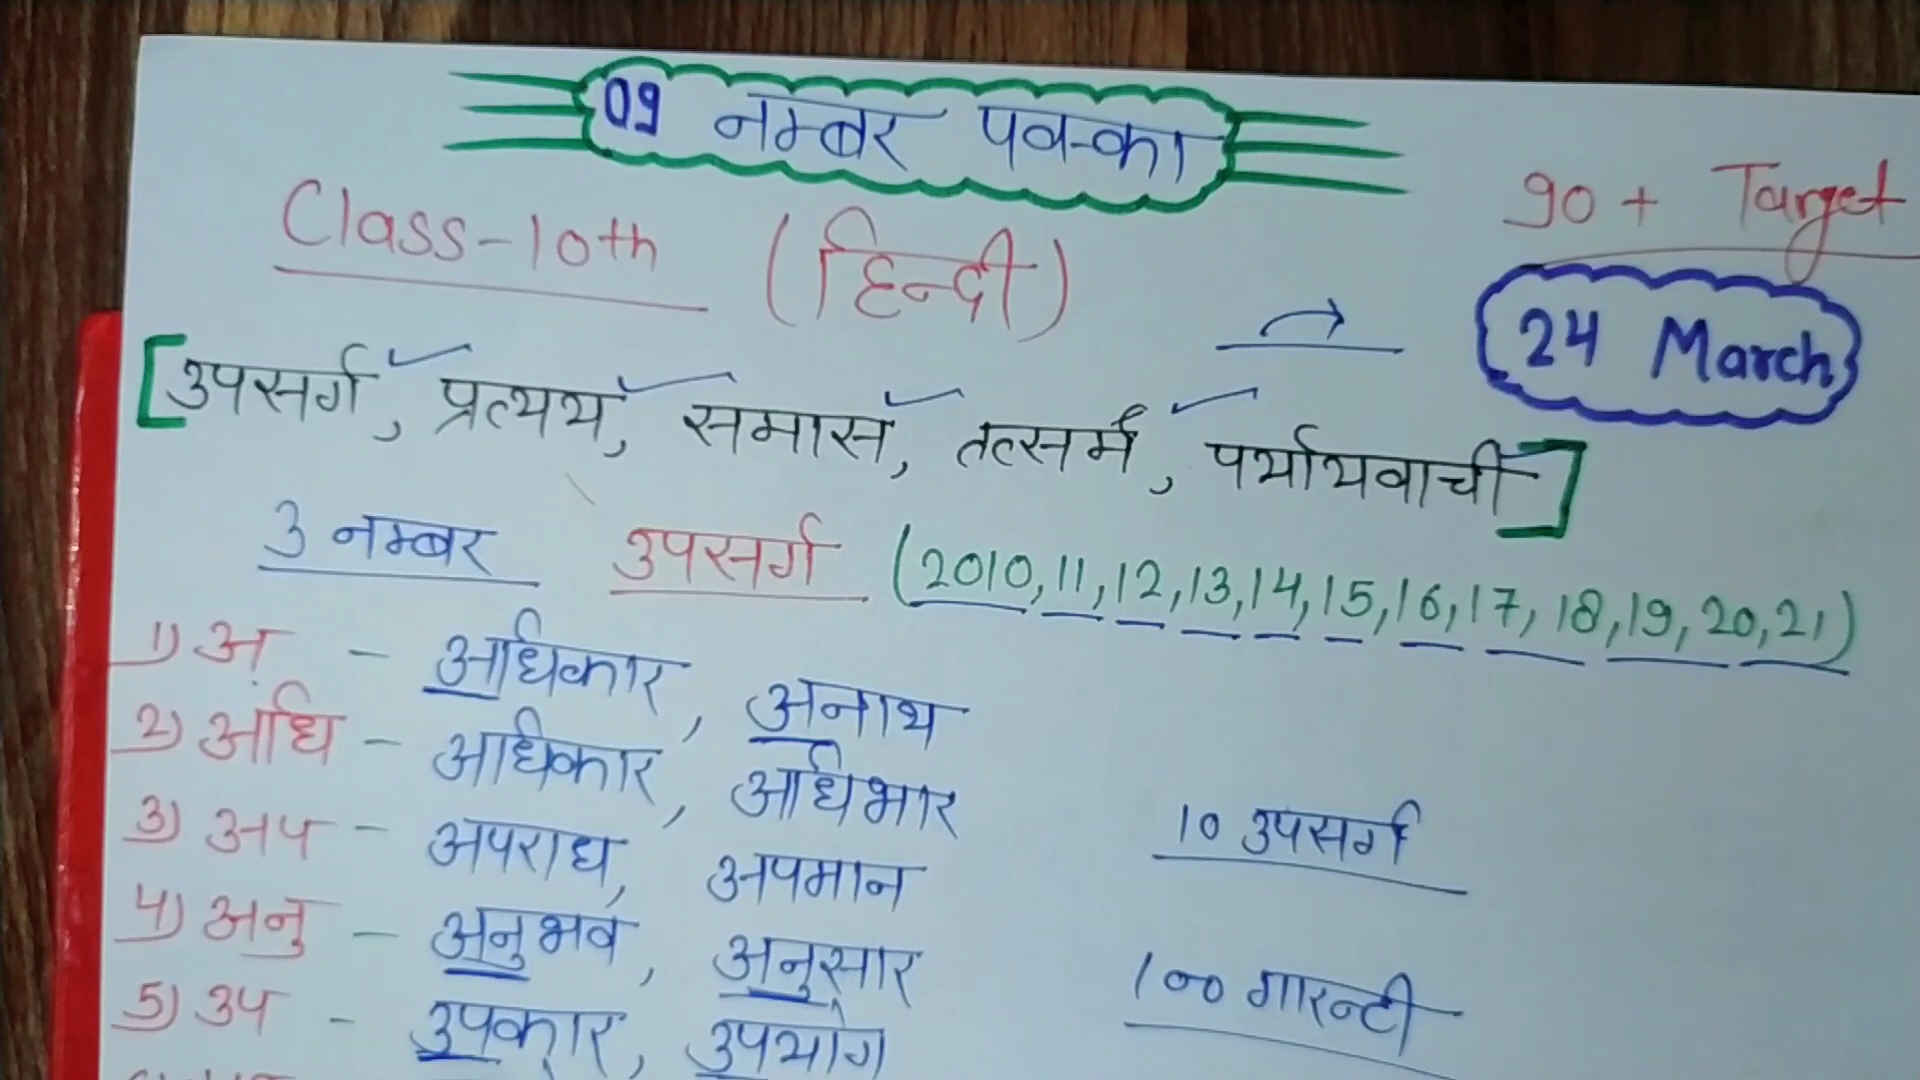 09 नम्बर पक्का
90 + Target
Class-10th (हिन्दी)
24 March
[उपसर्ग, प्रत्यय, समास, तत्सम, पर्यायवाची]
3 नम्बर उपसर्ग (2010, 11, 12, 13, 14, 15, 16, 17, 18, 19, 20, 21)
1) अ - अधिकार, अनाथ
2) अधि - अधिकार, अधिभार
3) अप - अपराध, अपमान
10 उपसर्ग
4) अनु - अनुभव, अनुसार
100 गारन्टी
5) उप - उपकार, उपयोग